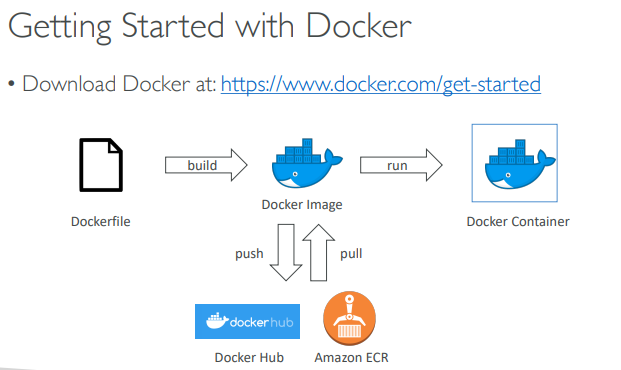 Getting Started with Docker
• Download Docker at: https://www.docker.com/get-started
build
run
Dockerfile
Docker Image
Docker Container
push
pull
dockerhub
Docker Hub
Amazon ECR